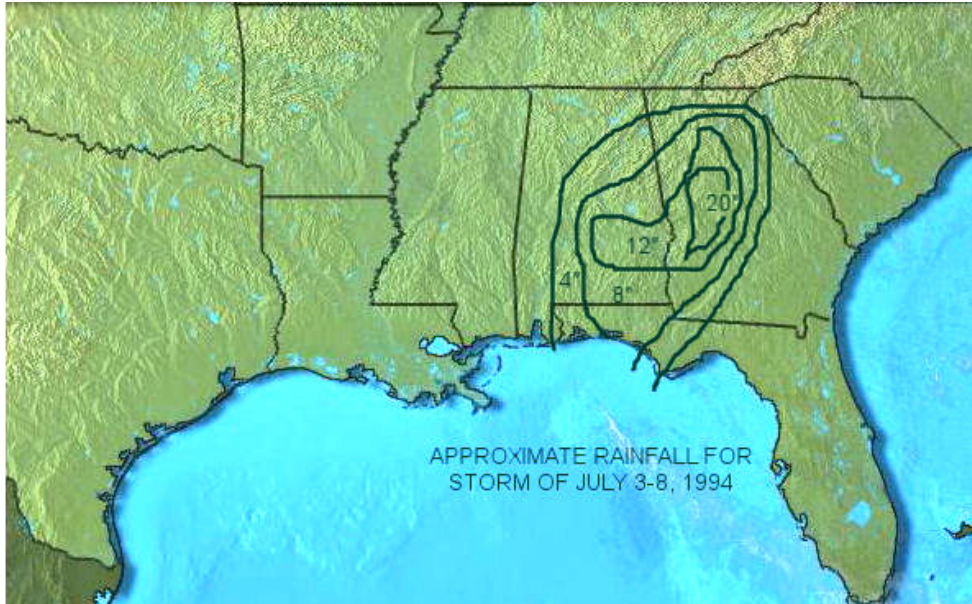 20"
12"
4"
8"
APPROXIMATE RAINFALL FOR
STORM OF JULY 3-8, 1994